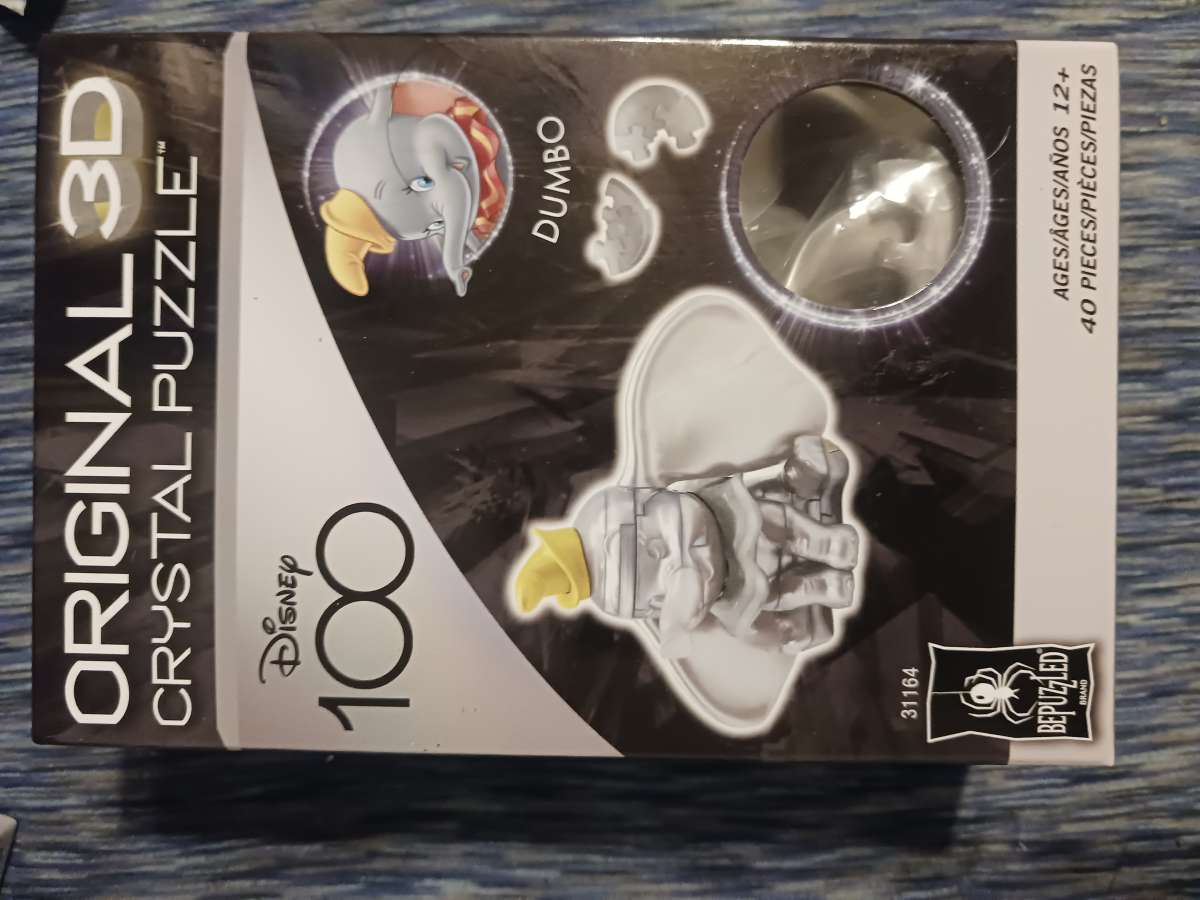 ORIGINAL 3D
CRYSTAL PUZZLE™
Disney
100
DUMBO
31164
BEPUZZLED®
BRAND
AGES/ÂGES/AÑOS 12+
40 PIECES/PIÈCES/PIEZAS